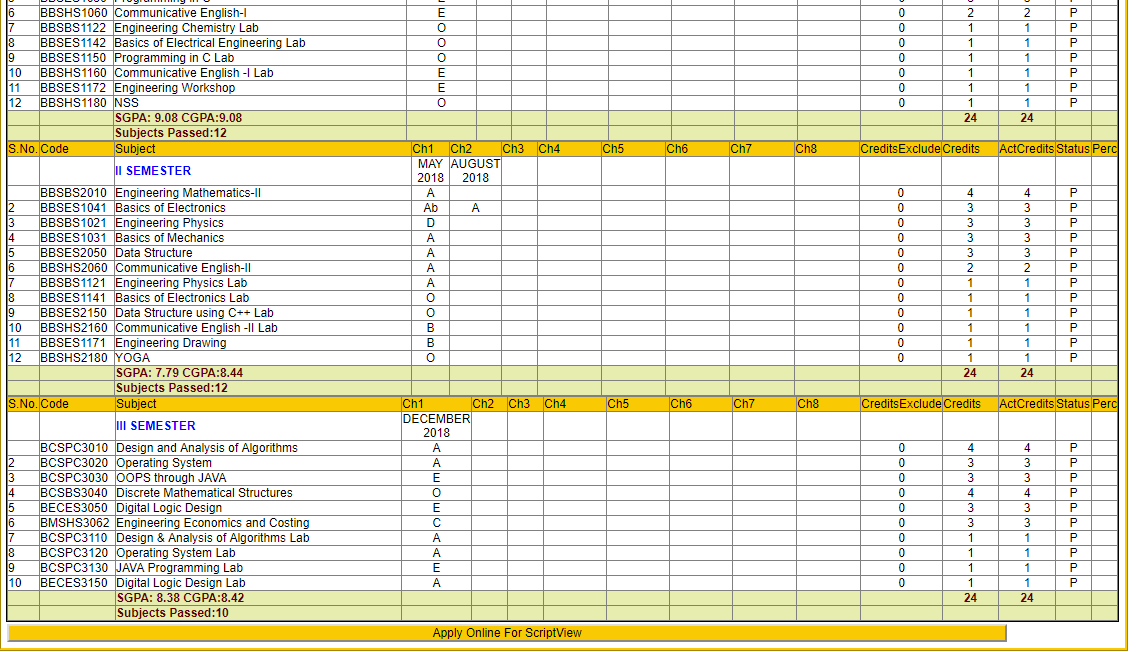 6 BBSHS1060 Communicative English-I E 0 2 2 P
7 BBSBS1122 Engineering Chemistry Lab O 0 1 1 P
8 BBSES1142 Basics of Electrical Engineering Lab O 0 1 1 P
9 BBSES1150 Programming in C Lab O 0 1 1 P
10 BBSHS1160 Communicative English -I Lab E 0 1 1 P
11 BBSES1172 Engineering Workshop E 0 1 1 P
12 BBSHS1180 NSS O 0 1 1 P
SGPA: 9.08 CGPA:9.08 24 24
Subjects Passed:12
S.No. Code Subject Ch1 Ch2 Ch3 Ch4 Ch5 Ch6 Ch7 Ch8 CreditsExclude Credits ActCredits Status Perc
II SEMESTER MAY 2018 AUGUST 2018
BBSBS2010 Engineering Mathematics-II A 0 4 4 P
2 BBSES1041 Basics of Electronics Ab A 0 3 3 P
3 BBSBS1021 Engineering Physics D 0 3 3 P
4 BBSES1031 Basics of Mechanics A 0 3 3 P
5 BBSES2050 Data Structure A 0 3 3 P
6 BBSHS2060 Communicative English-II A 0 2 2 P
7 BBSBS1121 Engineering Physics Lab A 0 1 1 P
8 BBSES1141 Basics of Electronics Lab O 0 1 1 P
9 BBSES2150 Data Structure using C++ Lab O 0 1 1 P
10 BBSHS2160 Communicative English -II Lab B 0 1 1 P
11 BBSES1171 Engineering Drawing B 0 1 1 P
12 BBSHS2180 YOGA O 0 1 1 P
SGPA: 7.79 CGPA:8.44 24 24
Subjects Passed:12
S.No. Code Subject Ch1 Ch2 Ch3 Ch4 Ch5 Ch6 Ch7 Ch8 CreditsExclude Credits ActCredits Status Perc
III SEMESTER DECEMBER 2018
BCSPC3010 Design and Analysis of Algorithms A 0 4 4 P
2 BCSPC3020 Operating System A 0 3 3 P
3 BCSPC3030 OOPS through JAVA E 0 3 3 P
4 BCSBS3040 Discrete Mathematical Structures O 0 4 4 P
5 BECES3050 Digital Logic Design E 0 3 3 P
6 BMSHS3062 Engineering Economics and Costing C 0 3 3 P
7 BCSPC3110 Design & Analysis of Algorithms Lab A 0 1 1 P
8 BCSPC3120 Operating System Lab A 0 1 1 P
9 BCSPC3130 JAVA Programming Lab E 0 1 1 P
10 BECES3150 Digital Logic Design Lab A 0 1 1 P
SGPA: 8.38 CGPA:8.42 24 24
Subjects Passed:10
Apply Online For ScriptView